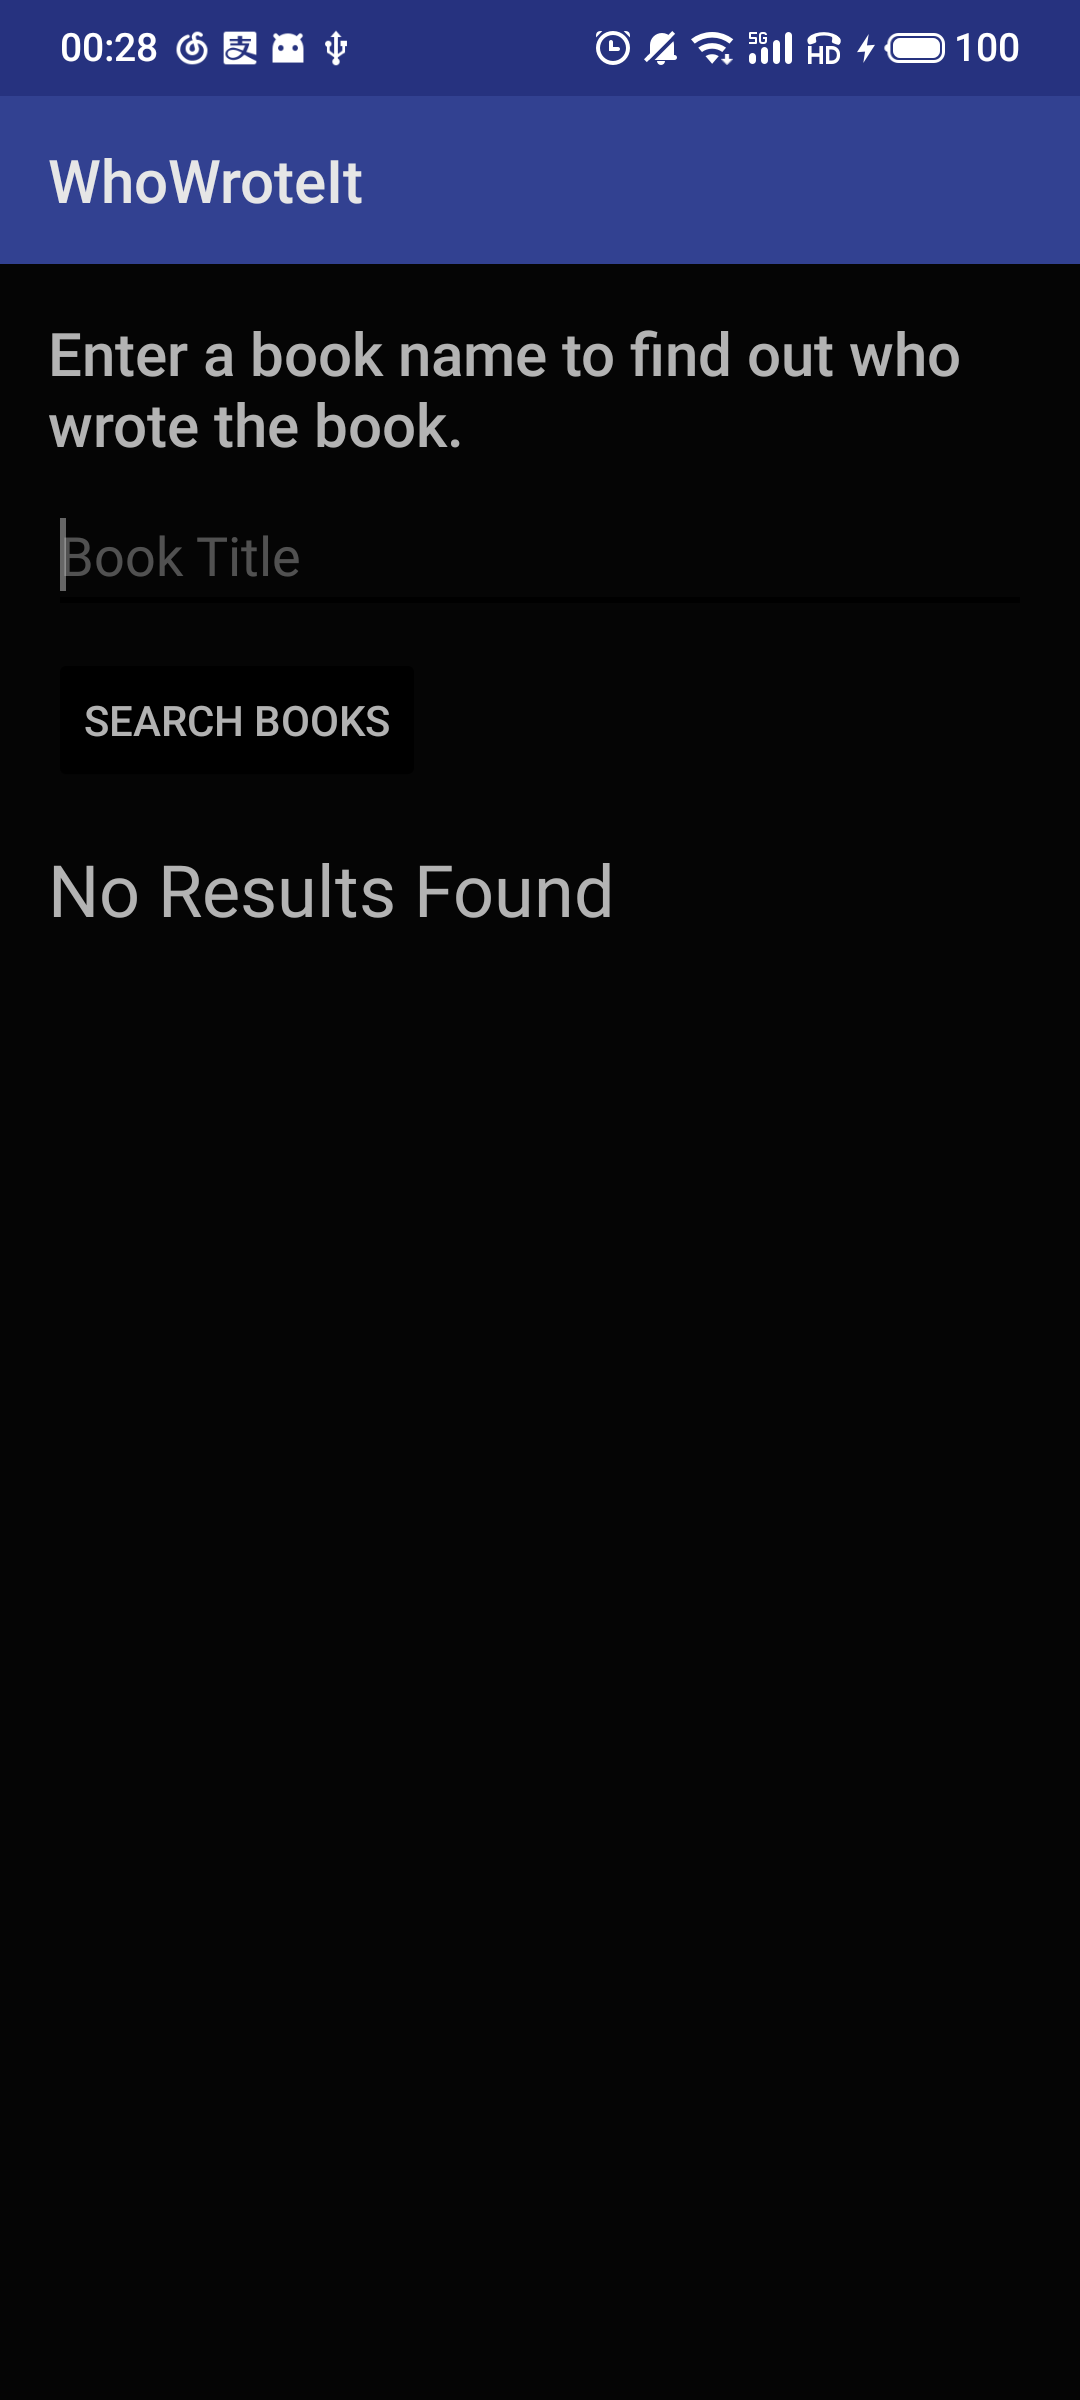 00:28 支 5G HD 100
WhoWroteIt
Enter a book name to find out who
wrote the book.
Book Title
SEARCH BOOKS
No Results Found